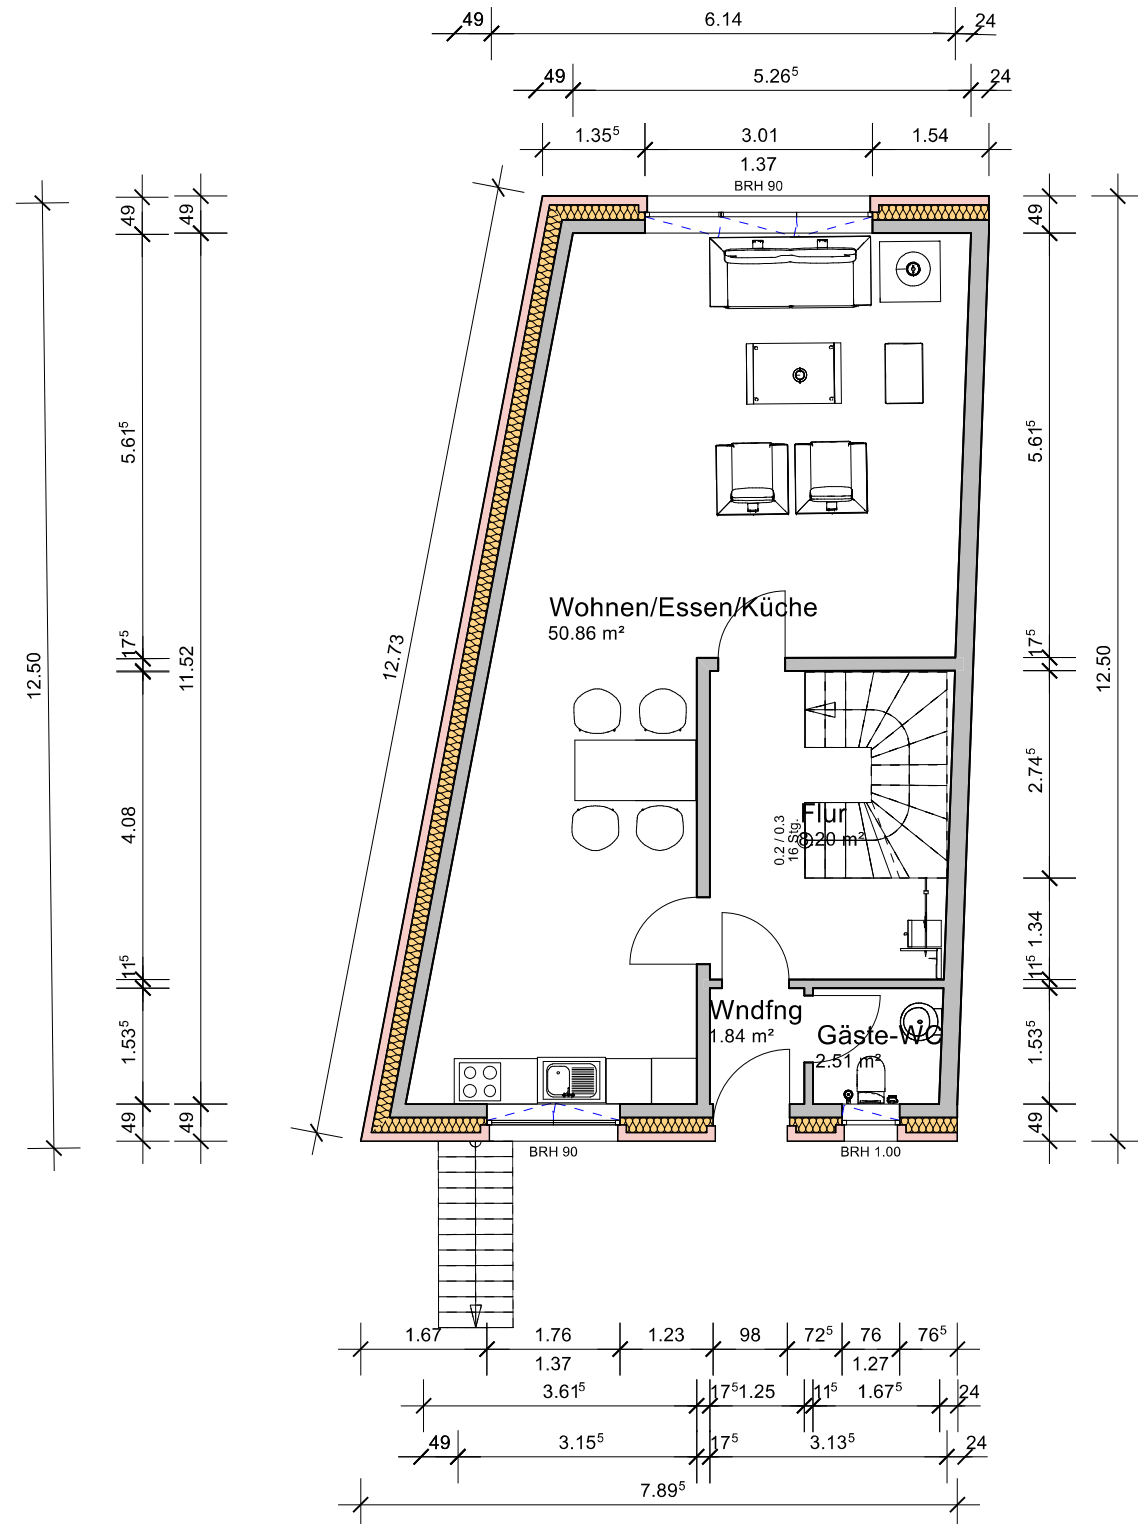 49 6.14 24
49 5.26⁵ 24
1.35⁵ 3.01 1.54
1.37
BRH 90
49 49 49
12.50
5.61⁵
17⁵
11.52
4.08
11⁵
1.53⁵
49 49
12.73
5.61⁵
17⁵
12.50
2.74⁵
1.34
11⁵
1.53⁵
49
Wohnen/Essen/Küche
50.86 m²
Flur
8.20 m²
0.2 / 0.3
16 Stg.
Wndfng
1.84 m²
Gäste-WC
2.51 m²
BRH 90 BRH 1.00
1.67 1.76 1.23 98 72⁵ 76 76⁵
1.37 1.27
3.61⁵ 17⁵ 1.25 11⁵ 1.67⁵ 24
49 3.15⁵ 17⁵ 3.13⁵ 24
7.89⁵